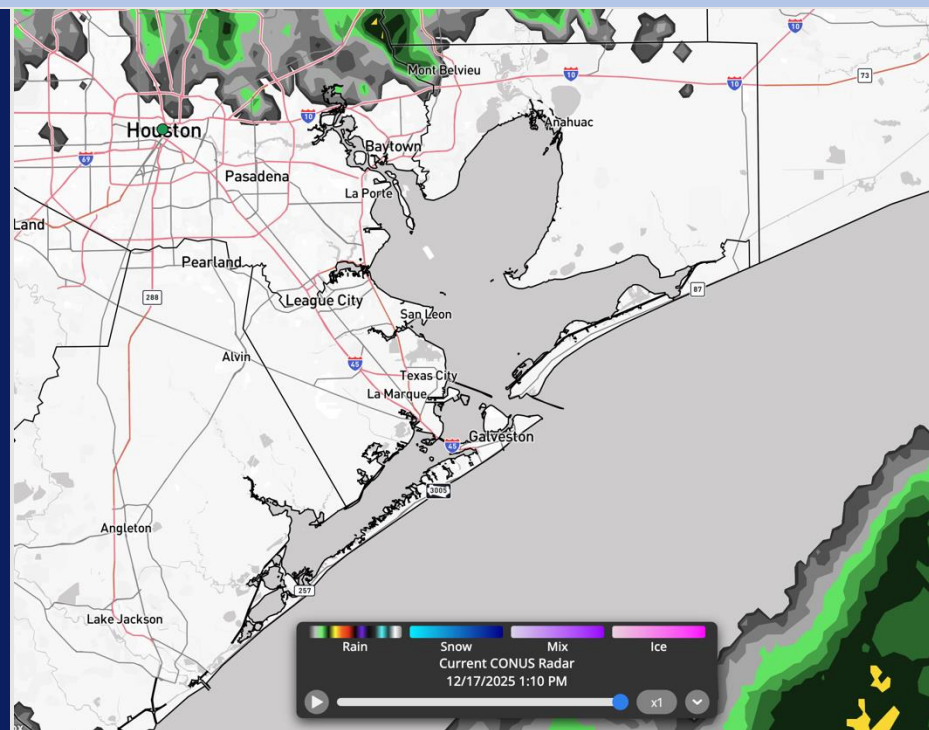 10
Mont Belvieu
10
73
10
10
Houston
Anahuac
Baytown
69
Pasadena
La Porte
Land
Pearland
288
87
League City
San Leon
Alvin
45
Texas City
La Marque
Galveston
45
3005
Angleton
257
Lake Jackson
Rain Snow Mix Ice
Current CONUS Radar
12/17/2025 1:10 PM
x1